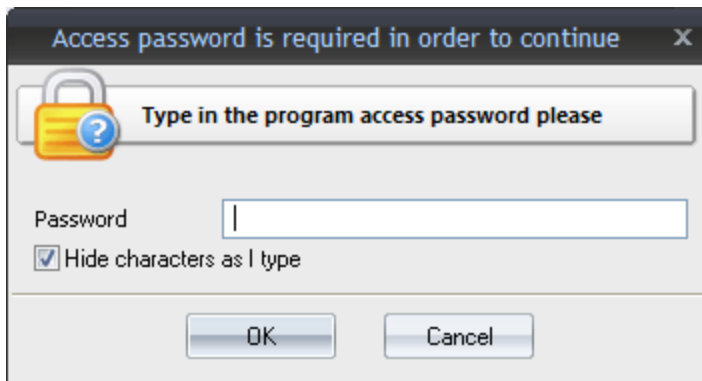 Access password is required in order to continue
Type in the program access password please
Password
Hide characters as I type
OK
Cancel